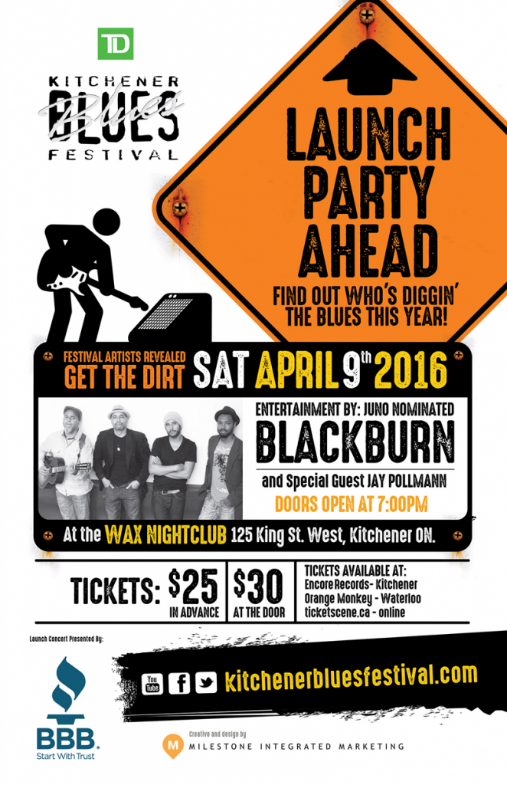 TD
KITCHENER
BLUES
Blues
FESTIVAL
LAUNCH
PARTY
AHEAD
FIND OUT WHO'S DIGGIN'
THE BLUES THIS YEAR!
FESTIVAL ARTISTS REVEALED
GET THE DIRT
SAT APRIL 9th 2016
ENTERTAINMENT BY: JUNO NOMINATED
BLACKBURN
and Special Guest JAY POLLMANN
DOORS OPEN AT 7:00PM
At the WAX NIGHTCLUB 125 King St. West, Kitchener ON.
TICKETS:
$25
IN ADVANCE
$30
AT THE DOOR
TICKETS AVAILABLE AT:
Encore Records - Kitchener
Orange Monkey - Waterloo
ticketscene.ca - online
Launch Concert Presented By:
BBB.
Start With Trust
You
Tube
f
kitchenerbluesfestival.com
M
Creative and design by
MILESTONE INTEGRATED MARKETING